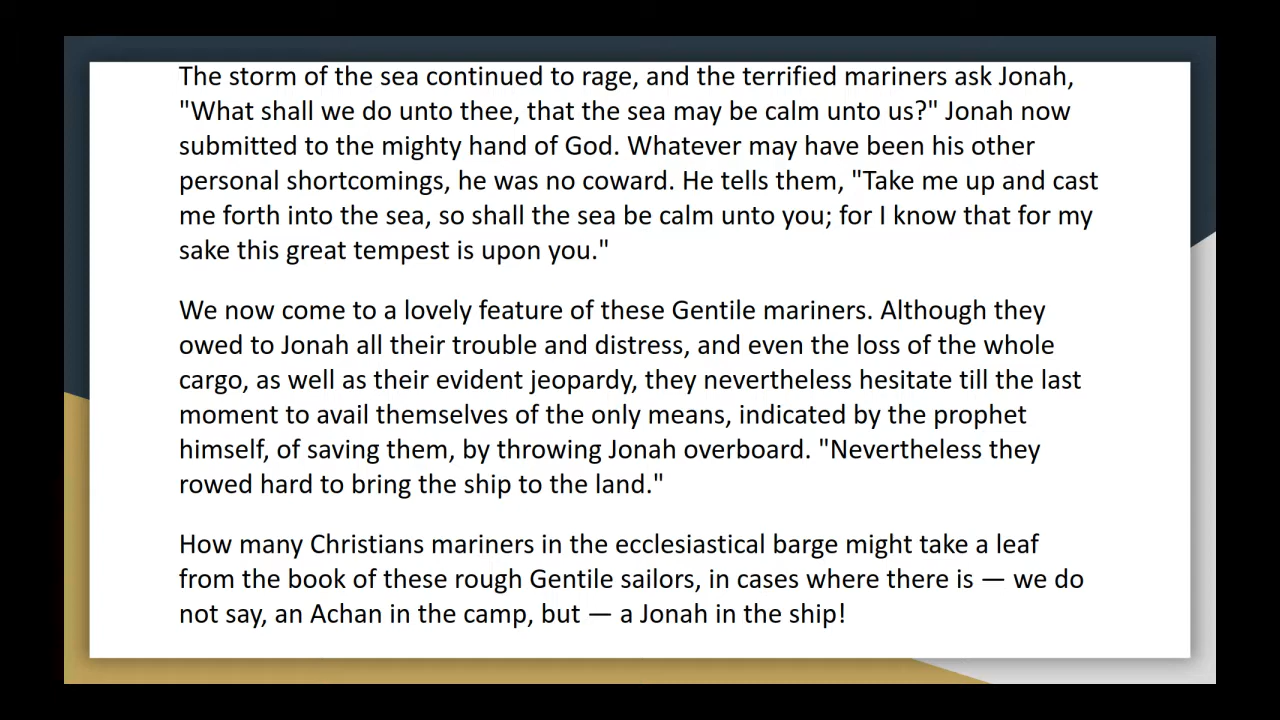 The storm of the sea continued to rage, and the terrified mariners ask Jonah,
"What shall we do unto thee, that the sea may be calm unto us?" Jonah now
submitted to the mighty hand of God. Whatever may have been his other
personal shortcomings, he was no coward. He tells them, "Take me up and cast
me forth into the sea, so shall the sea be calm unto you; for I know that for my
sake this great tempest is upon you."
We now come to a lovely feature of these Gentile mariners. Although they
owed to Jonah all their trouble and distress, and even the loss of the whole
cargo, as well as their evident jeopardy, they nevertheless hesitate till the last
moment to avail themselves of the only means, indicated by the prophet
himself, of saving them, by throwing Jonah overboard. "Nevertheless they
rowed hard to bring the ship to the land."
How many Christians mariners in the ecclesiastical barge might take a leaf
from the book of these rough Gentile sailors, in cases where there is — we do
not say, an Achan in the camp, but — a Jonah in the ship!